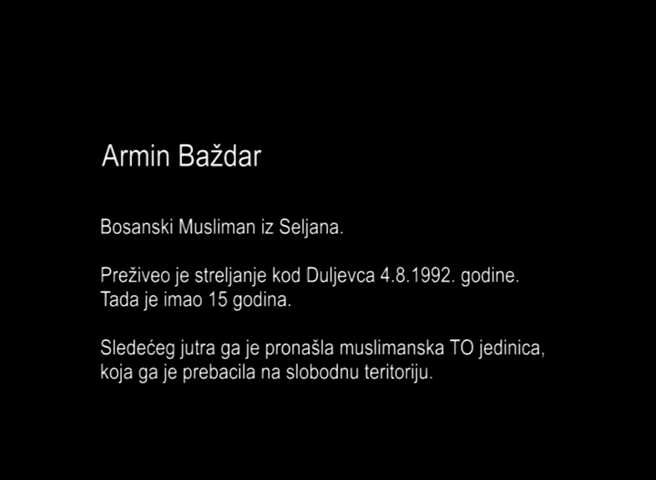 Armin Baždar
Bosanski Musliman iz Seljana.
Preživeo je streljanje kod Duljevca 4.8.1992. godine.
Tada je imao 15 godina.
Sledećeg jutra ga je pronašla muslimanska TO jedinica,
koja ga je prebacila na slobodnu teritoriju.